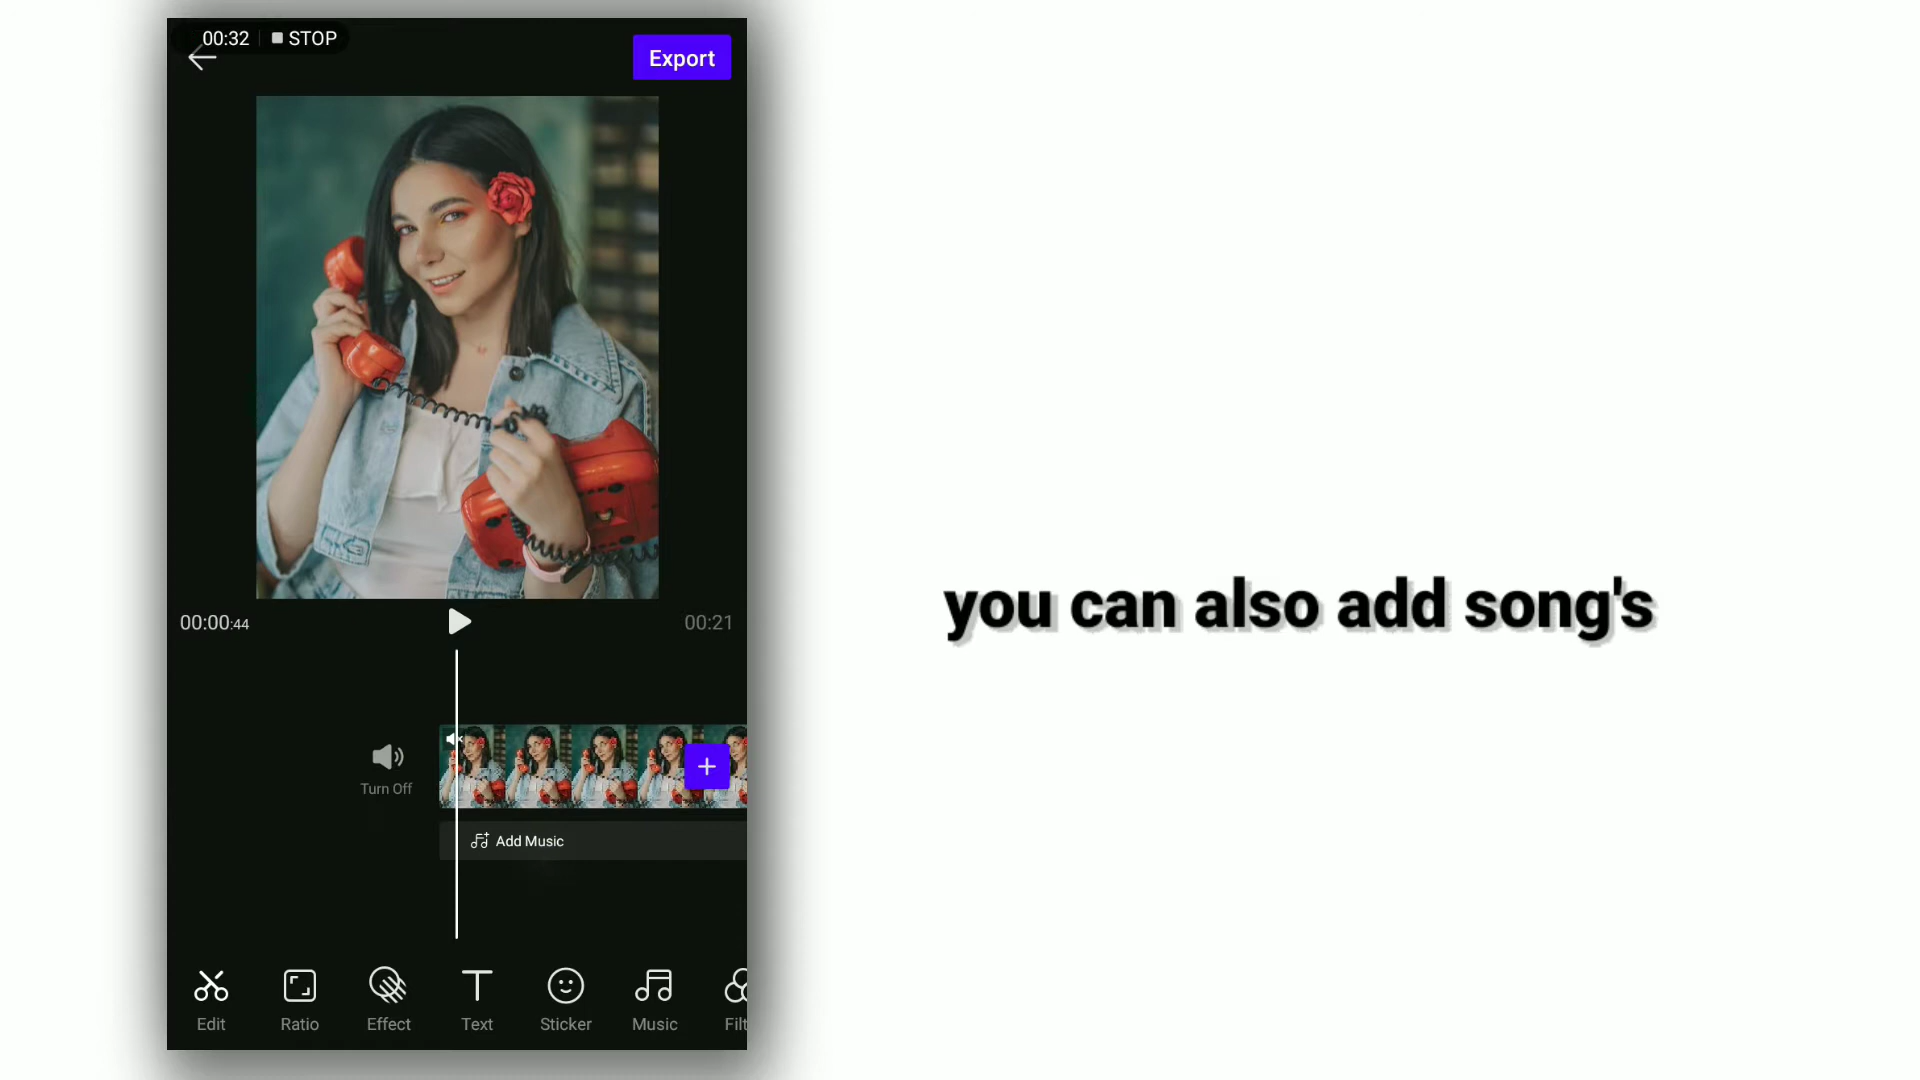 00:32 STOP
Export
00:00:44
00:21
you can also add song's
Turn Off
Add Music
Edit Ratio Effect Text Sticker Music Filt